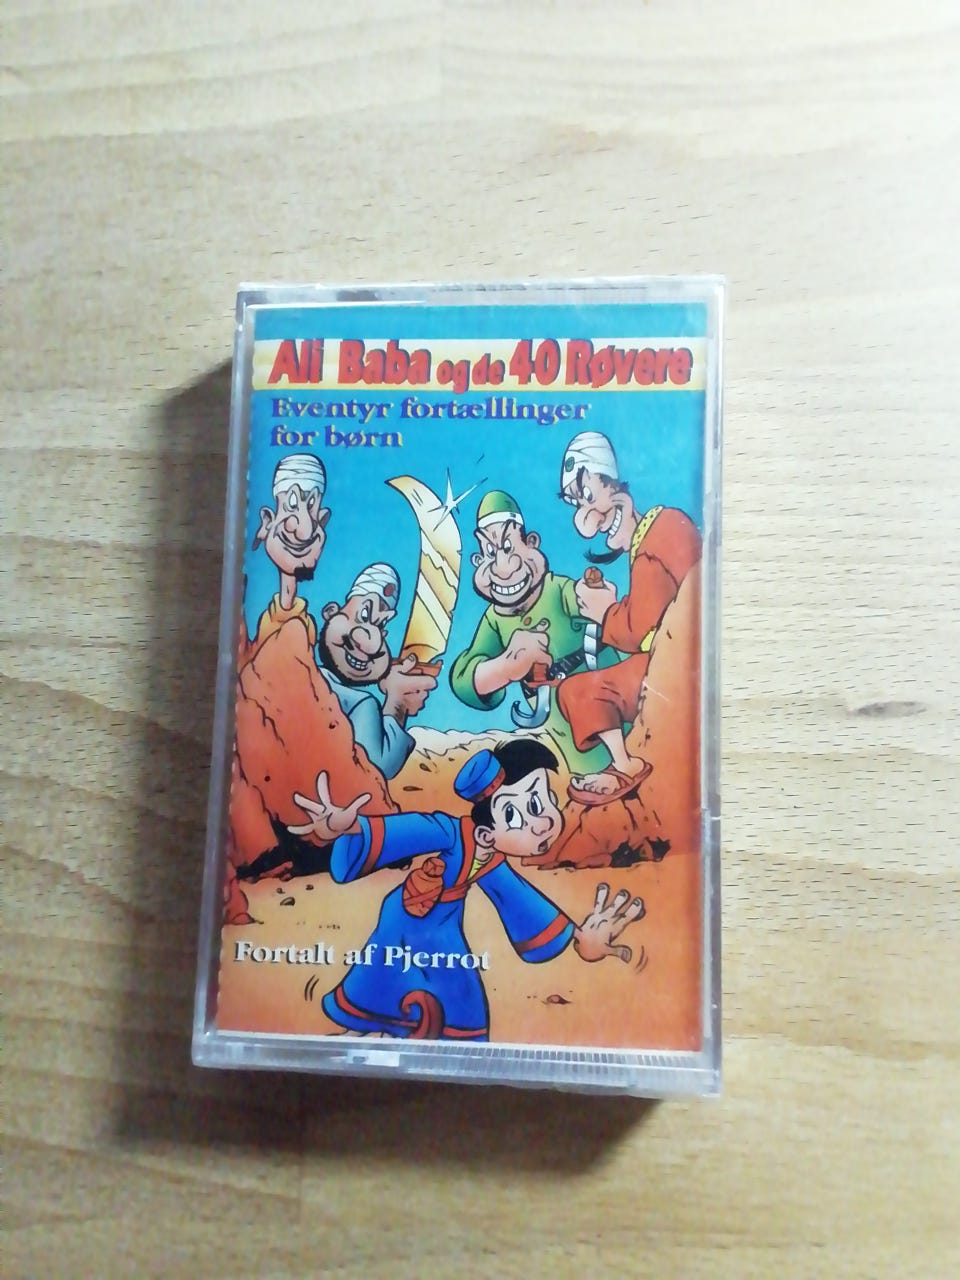 Ali Baba og de 40 Røvere
Eventyr fortællinger
for børn
Fortalt af Pjerrot